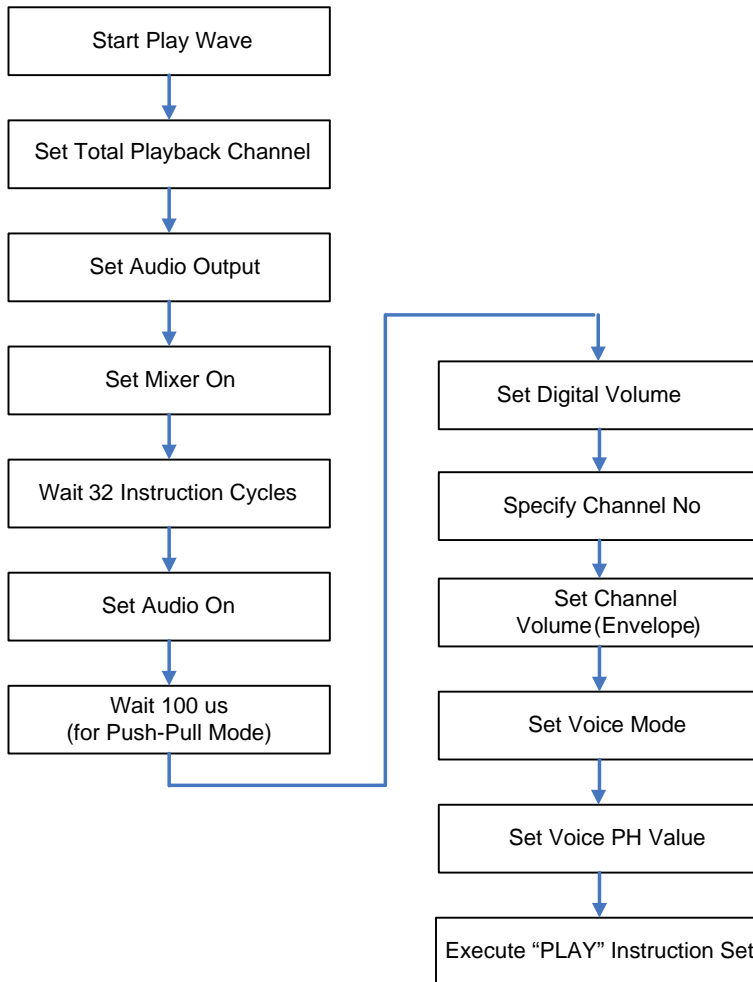 Start Play Wave
Set Total Playback Channel
Set Audio Output
Set Mixer On
Wait 32 Instruction Cycles
Set Audio On
Wait 100 us
(for Push-Pull Mode)
Set Digital Volume
Specify Channel No
Set Channel
Volume (Envelope)
Set Voice Mode
Set Voice PH Value
Execute “PLAY” Instruction Set